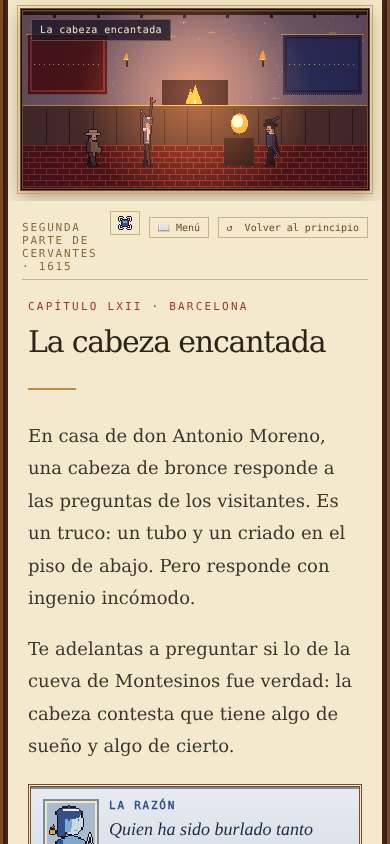 La cabeza encantada
SEGUNDA
PARTE DE
CERVANTES
· 1615
📖 Menú
↺ Volver al principio
CAPÍTULO LXII · BARCELONA
La cabeza encantada
En casa de don Antonio Moreno,
una cabeza de bronce responde a
las preguntas de los visitantes. Es
un truco: un tubo y un criado en el
piso de abajo. Pero responde con
ingenio incómodo.
Te adelantas a preguntar si lo de la
cueva de Montesinos fue verdad: la
cabeza contesta que tiene algo de
sueño y algo de cierto.
LA RAZÓN
Quien ha sido burlado tanto